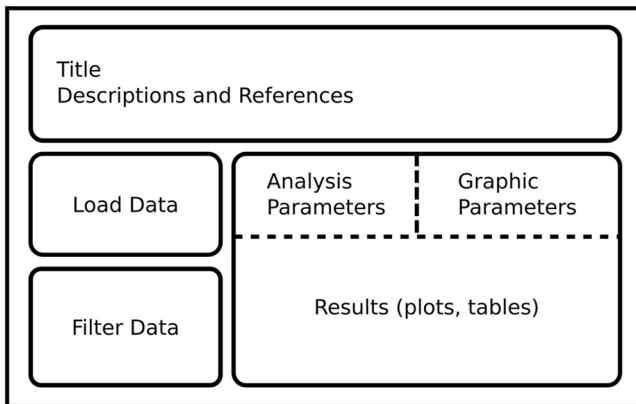 Title
Descriptions and References
Load Data
Analysis
Parameters
Graphic
Parameters
Filter Data
Results (plots, tables)